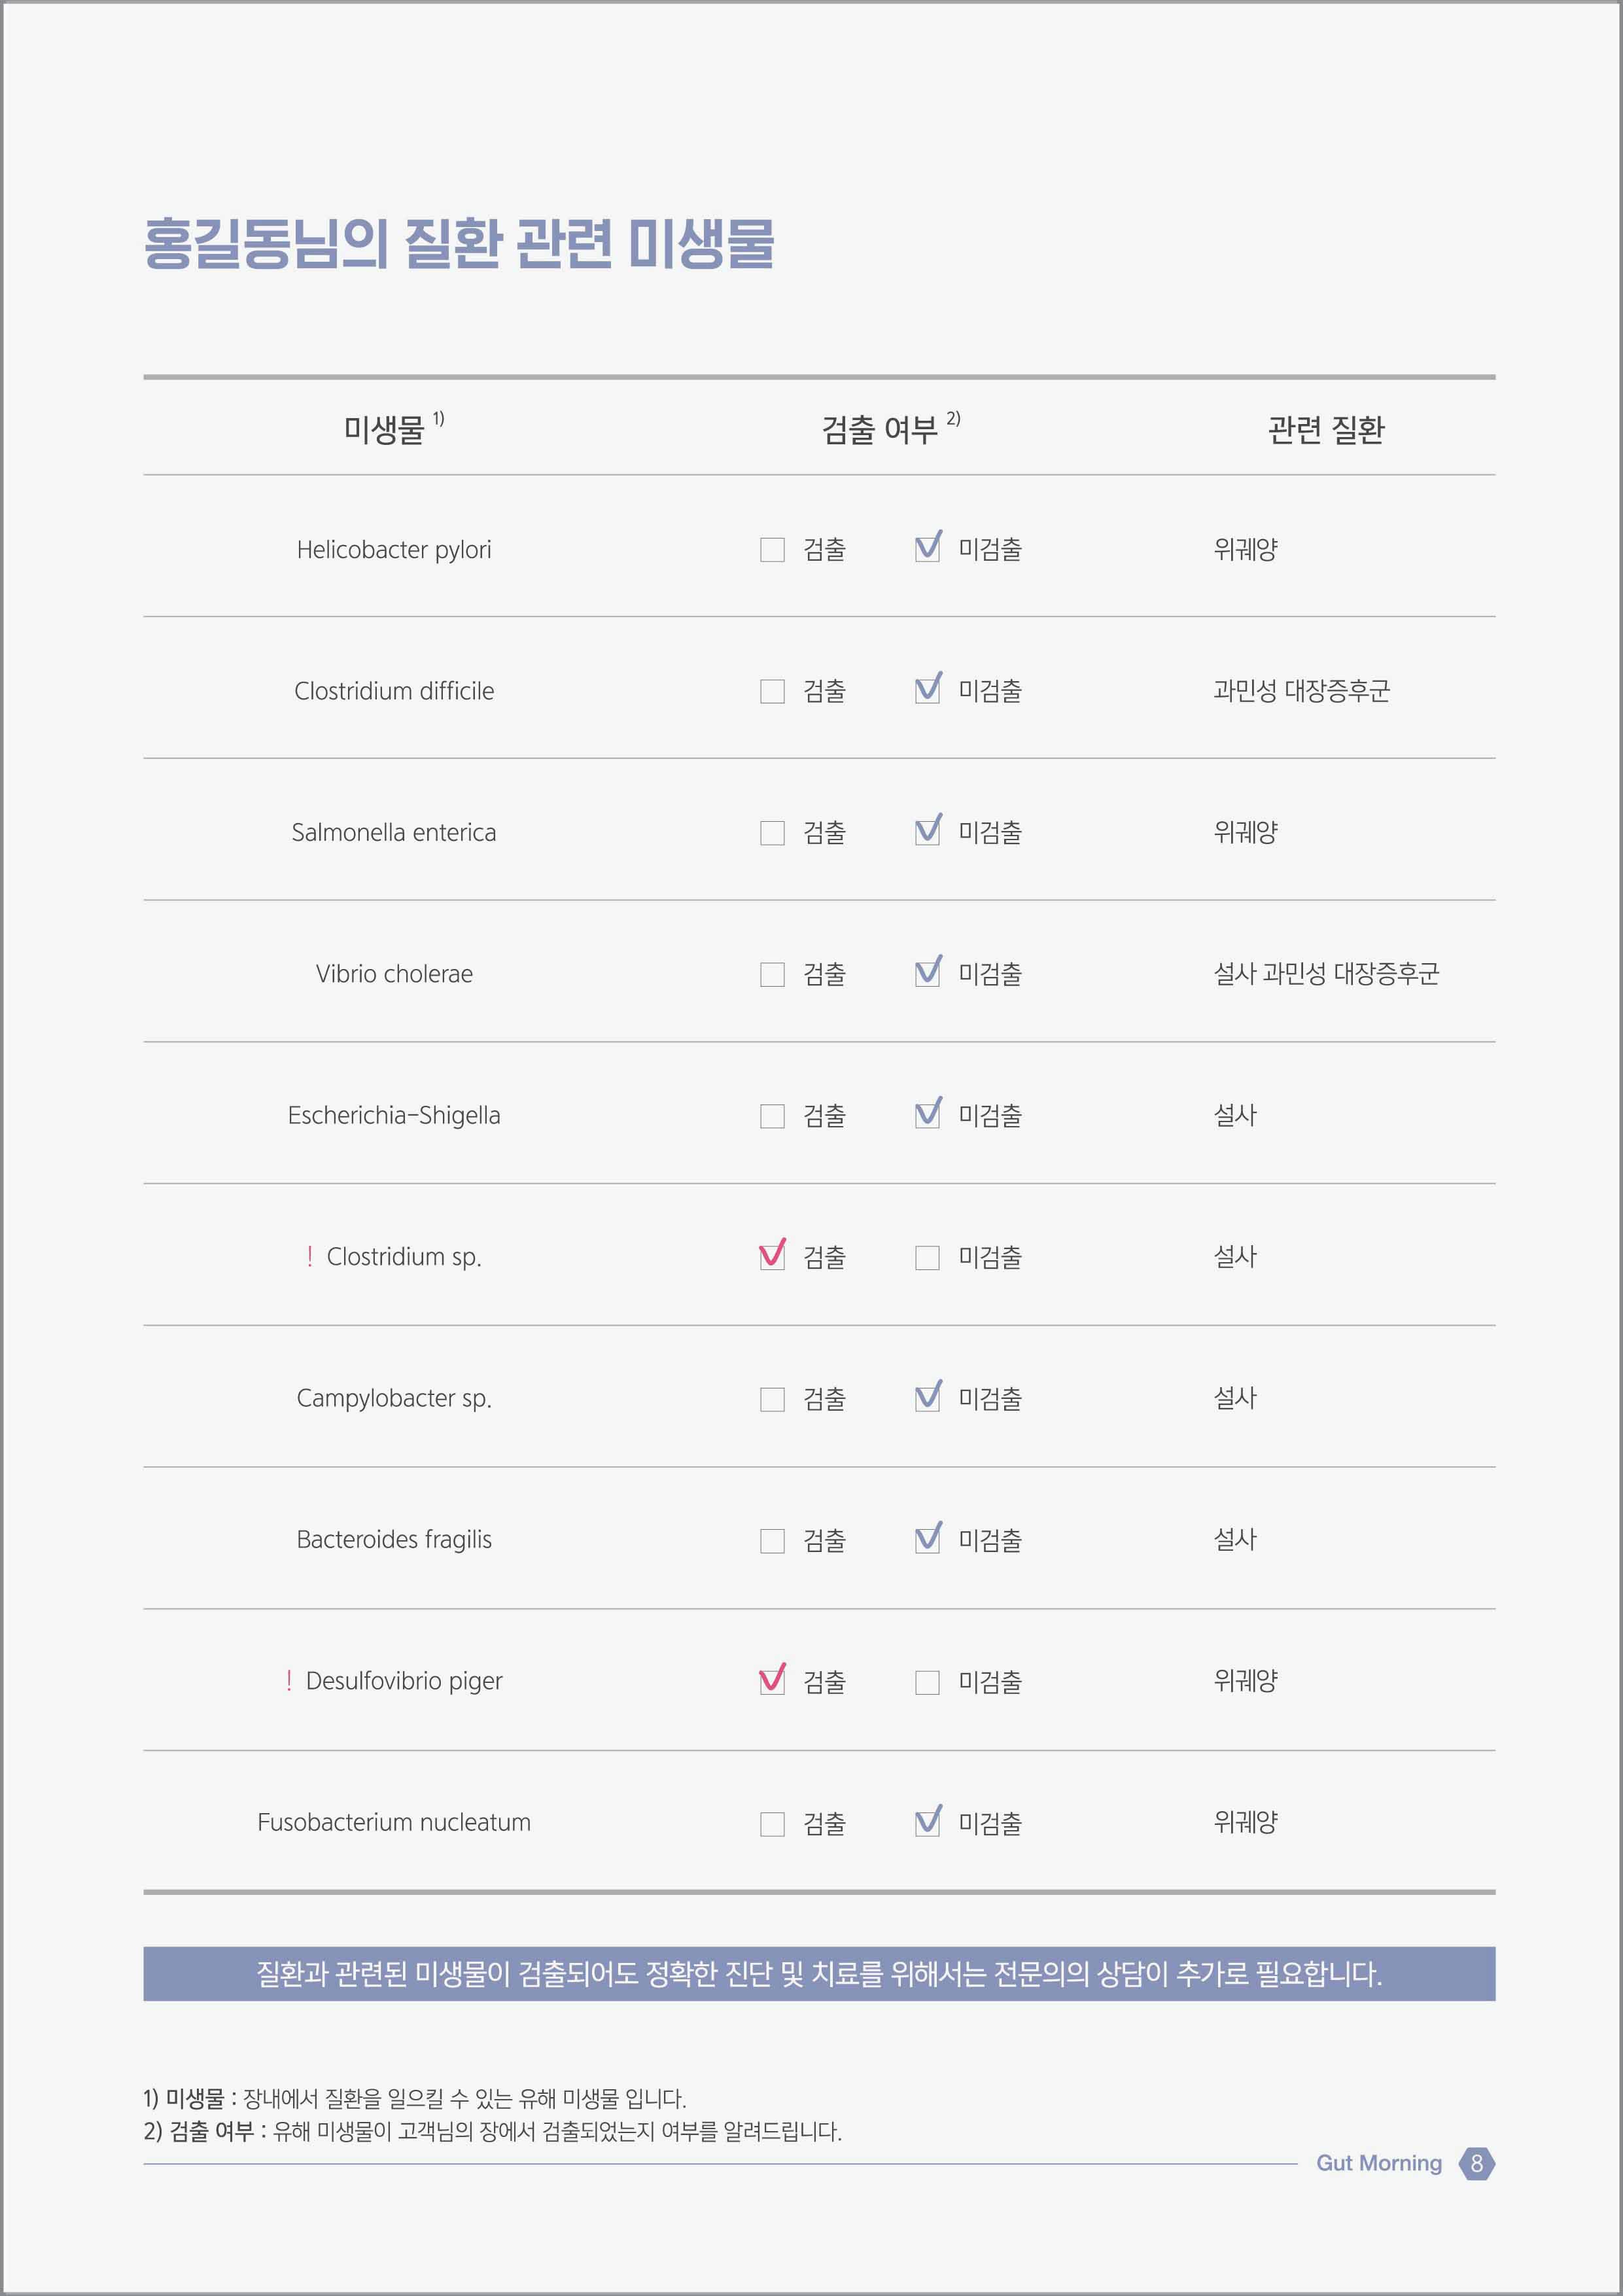 홍길동님의 질환 관련 미생물
미생물 1) 검출 여부 2) 관련 질환
Helicobacter pylori 검출 미검출 위궤양
Clostridium difficile 검출 미검출 과민성 대장증후군
Salmonella enterica 검출 미검출 위궤양
Vibrio cholerae 검출 미검출 설사 과민성 대장증후군
Escherichia-Shigella 검출 미검출 설사
! Clostridium sp. 검출 미검출 설사
Campylobacter sp. 검출 미검출 설사
Bacteroides fragilis 검출 미검출 설사
! Desulfovibrio piger 검출 미검출 위궤양
Fusobacterium nucleatum 검출 미검출 위궤양
질환과 관련된 미생물이 검출되어도 정확한 진단 및 치료를 위해서는 전문의의 상담이 추가로 필요합니다.
1) 미생물 : 장내에서 질환을 일으킬 수 있는 유해 미생물 입니다.
2) 검출 여부 : 유해 미생물이 고객님의 장에서 검출되었는지 여부를 알려드립니다.
Gut Morning 8